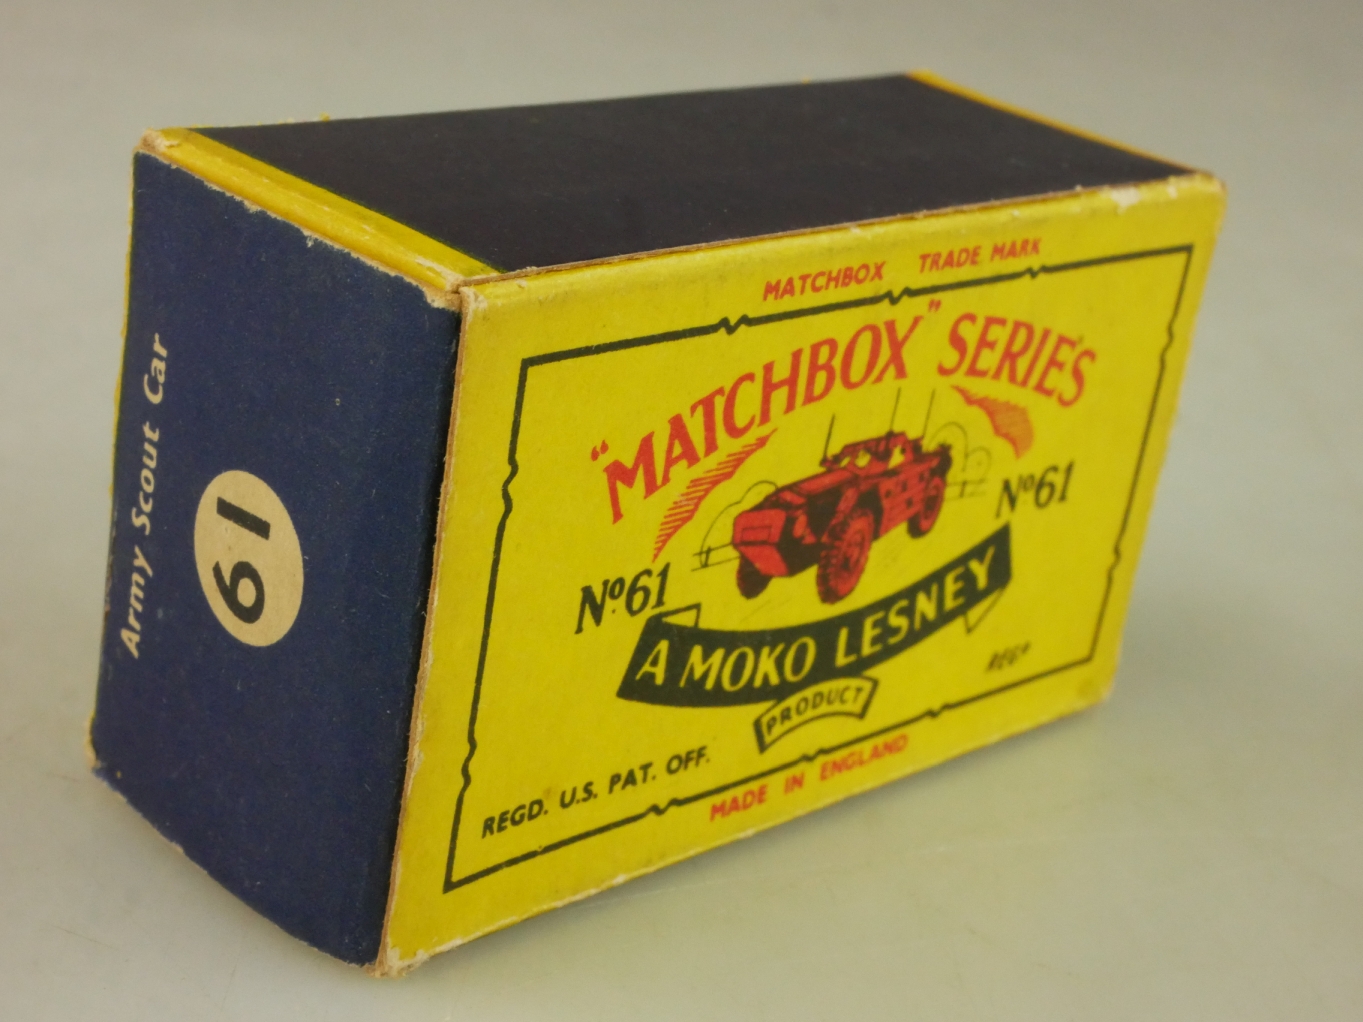 Army Scout Car
61
MATCHBOX TRADE MARK
"MATCHBOX" SERIES
Nº61
Nº61
A MOKO LESNEY
PRODUCT
REGD
REGD. U.S. PAT. OFF.
MADE IN ENGLAND